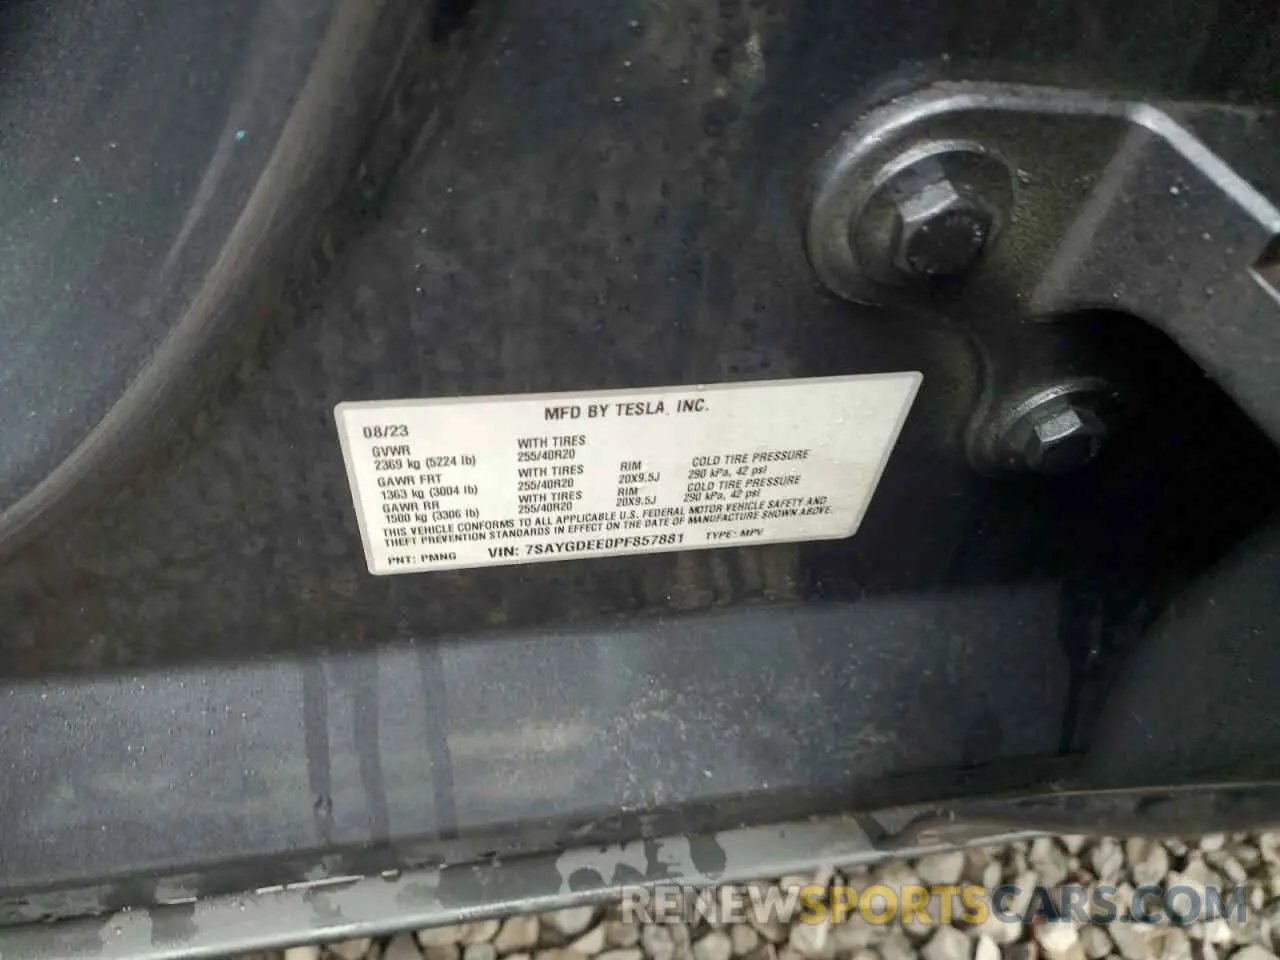 MFD BY TESLA, INC.
08/23
GVWR
2369 kg (5224 lb)
WITH TIRES
255/40R20
GAWR FRT
1363 kg (3004 lb)
WITH TIRES
255/40R20
RIM
20X9.5J
COLD TIRE PRESSURE
290 kPa, 42 psi
GAWR RR
1500 kg (3306 lb)
WITH TIRES
255/40R20
RIM
20X9.5J
COLD TIRE PRESSURE
290 kPa, 42 psi
THIS VEHICLE CONFORMS TO ALL APPLICABLE U.S. FEDERAL MOTOR VEHICLE SAFETY AND
THEFT PREVENTION STANDARDS IN EFFECT ON THE DATE OF MANUFACTURE SHOWN ABOVE.
PNT: PMNG VIN: 7SAYGDEE0PF857881 TYPE: MPV
RENEWSPORTSCARS.COM